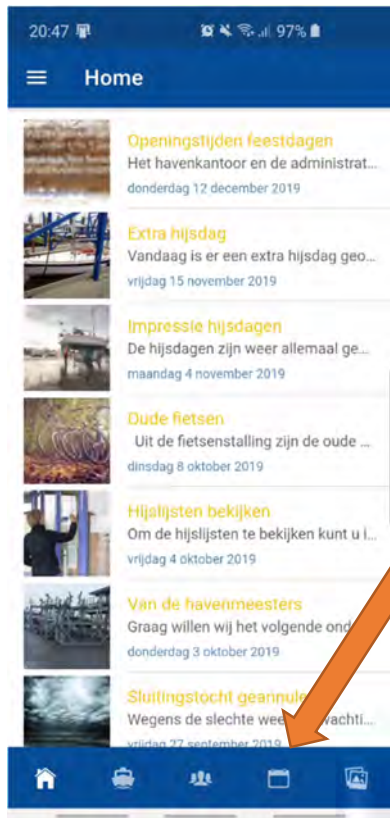 20:47 97%
Home
Openingstijden feestdagen
Het havenkantoor en de administrat...
donderdag 12 december 2019
Extra hijsdag
Vandaag is er een extra hijsdag geo...
vrijdag 15 november 2019
Impressie hijsdagen
De hijsdagen zijn weer allemaal ge...
maandag 4 november 2019
Oude fietsen
Uit de fietsenstalling zijn de oude ...
dinsdag 8 oktober 2019
Hijslijsten bekijken
Om de hijslijsten te bekijken kunt u i...
vrijdag 4 oktober 2019
Van de havenmeesters
Graag willen wij het volgende ond
donderdag 3 oktober 2019
Sluitingstocht geannule
Wegens de slechte wee wachti...
vrijdag 27 september 2019